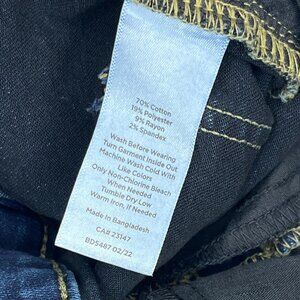 70% Cotton
19% Polyester
9% Rayon
2% Spandex
Wash Before Wearing
Turn Garment Inside Out
Machine Wash Cold With
Like Colors
Only Non-Chlorine Bleach
When Needed
Tumble Dry Low
Warm Iron, If Needed
Made In Bangladesh
CA# 23147
BD5487 02/22